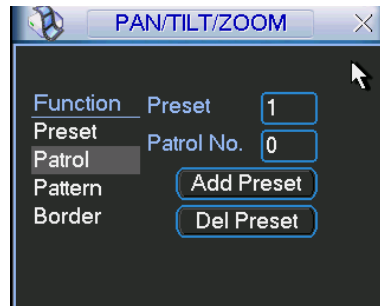 PAN/TILT/ZOOM
Function
Preset
Patrol
Pattern
Border
Preset 1
Patrol No. 0
Add Preset
Del Preset